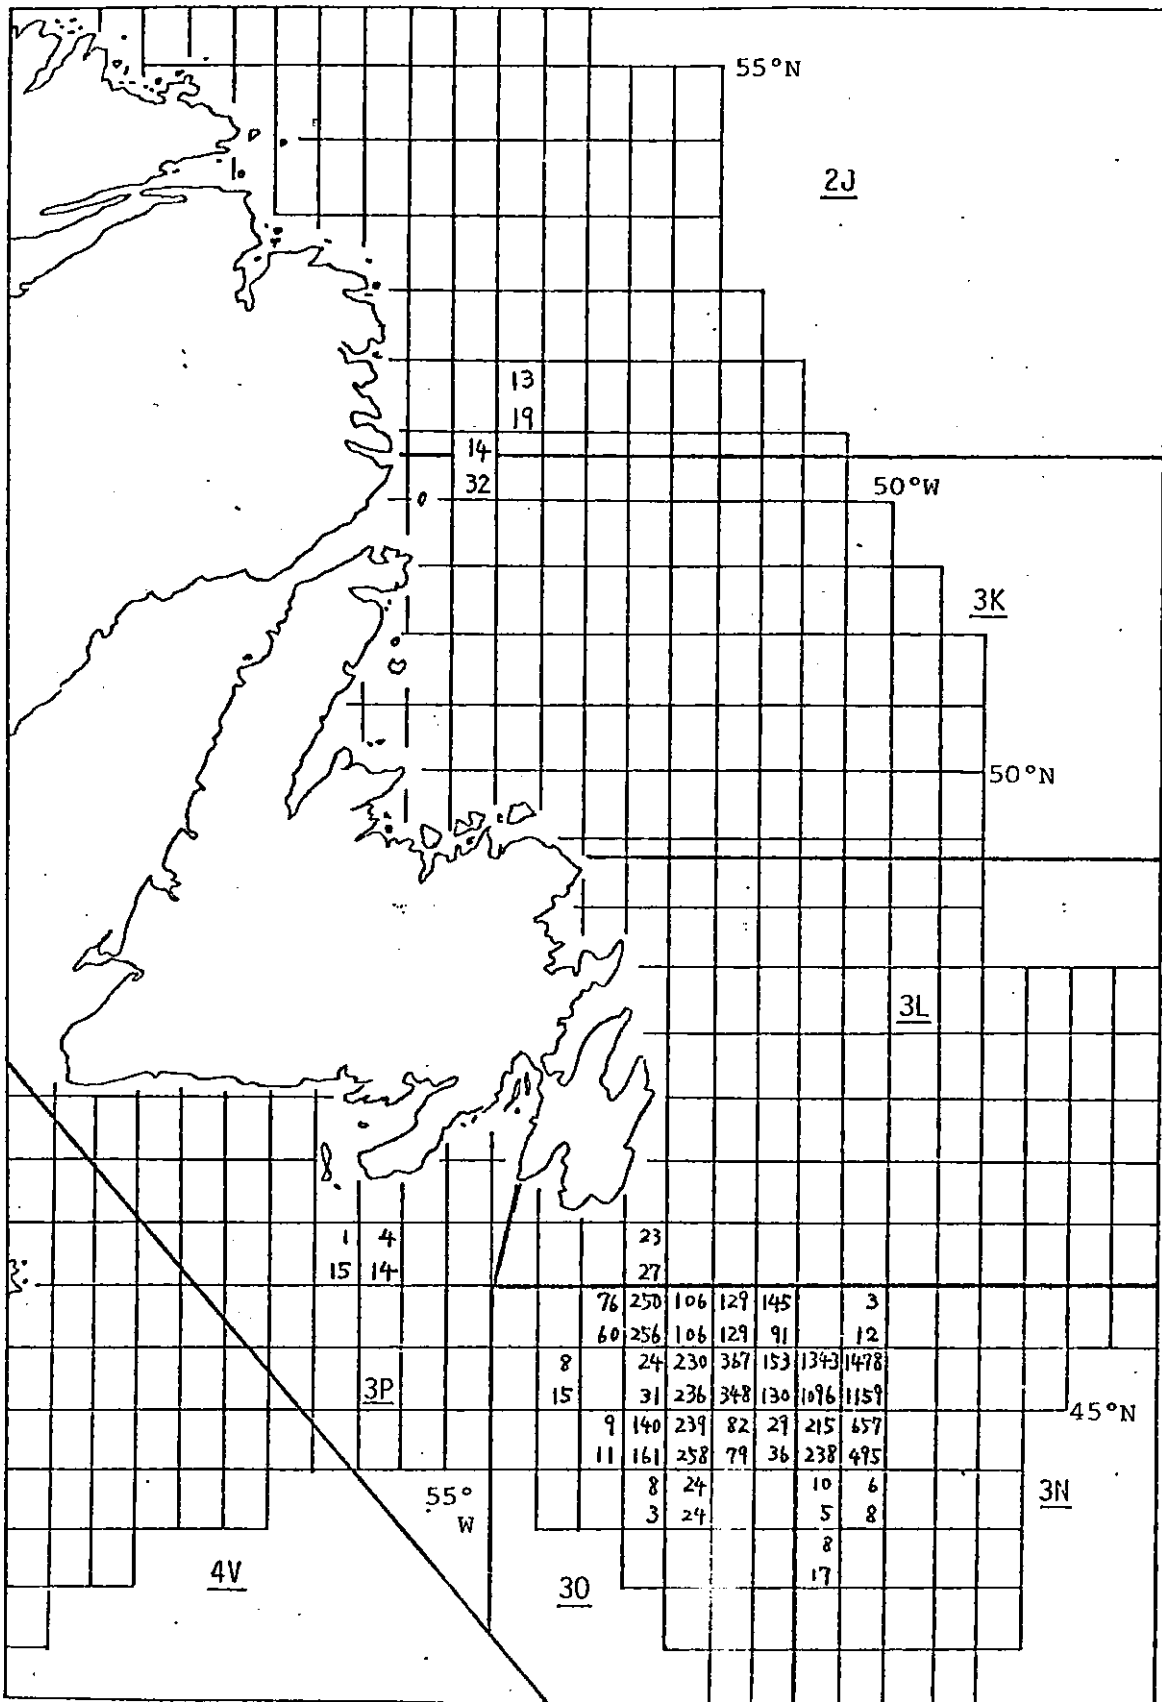 55°N
2J
13
19
14
32
50°W
3K
50°N
3L
1 4 23
15 14 27
76 250 106 129 145 3
60 256 106 129 91 12
8 24 230 367 153 1343 1478
3P
15 31 236 348 130 1096 1159
45°N
9 140 239 82 29 215 657
11 161 258 79 36 238 495
55°
W
8 24 10 6
3N
3 24 5 8
8
17
4V
3O